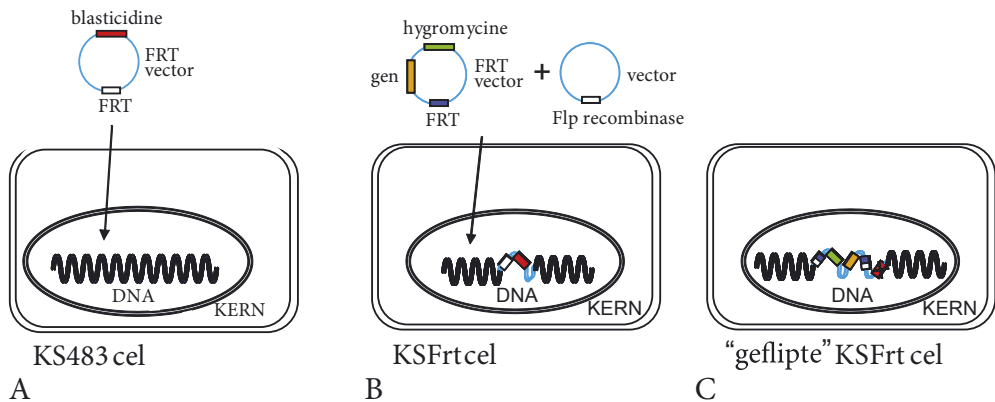 blasticidine
FRT
vector
FRT
DNA
KERN
KS483 cel
A
hygromycine
gen
FRT
vector
FRT
+
vector
Flp recombinase
DNA
KERN
KSFrt cel
B
DNA
KERN
“geflipte” KSFrt cel
C